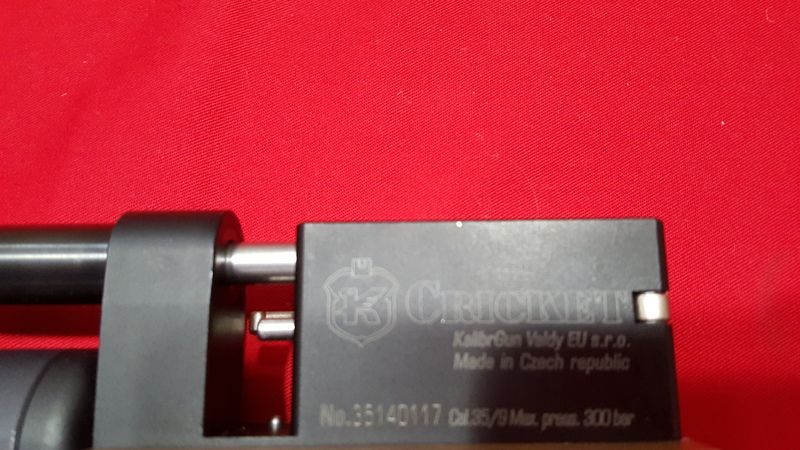 K CRICKET
KalibrGun Valdy EU s.r.o.
Made in Czech republic
No.35140117 Cal.35/9 Max. press. 300 bar